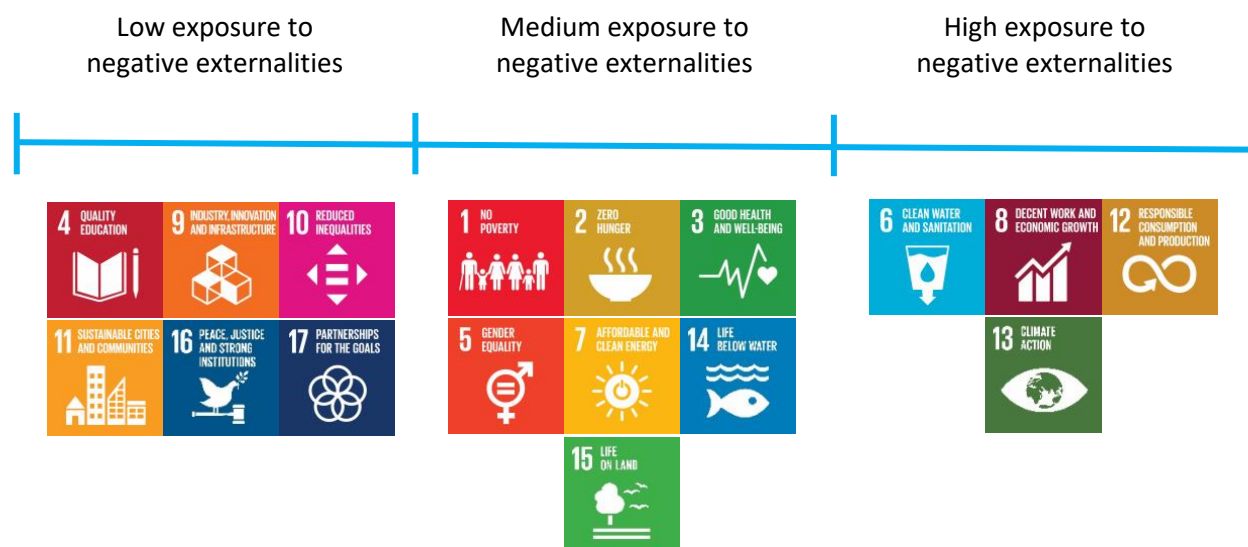 Low exposure to
negative externalities
Medium exposure to
negative externalities
High exposure to
negative externalities
4 QUALITY
EDUCATION
9 INDUSTRY, INNOVATION
AND INFRASTRUCTURE
10 REDUCED
INEQUALITIES
11 SUSTAINABLE CITIES
AND COMMUNITIES
16 PEACE, JUSTICE
AND STRONG
INSTITUTIONS
17 PARTNERSHIPS
FOR THE GOALS
1 NO
POVERTY
2 ZERO
HUNGER
3 GOOD HEALTH
AND WELL-BEING
5 GENDER
EQUALITY
7 AFFORDABLE AND
CLEAN ENERGY
14 LIFE
BELOW WATER
15 LIFE
ON LAND
6 CLEAN WATER
AND SANITATION
8 DECENT WORK AND
ECONOMIC GROWTH
12 RESPONSIBLE
CONSUMPTION
AND PRODUCTION
13 CLIMATE
ACTION